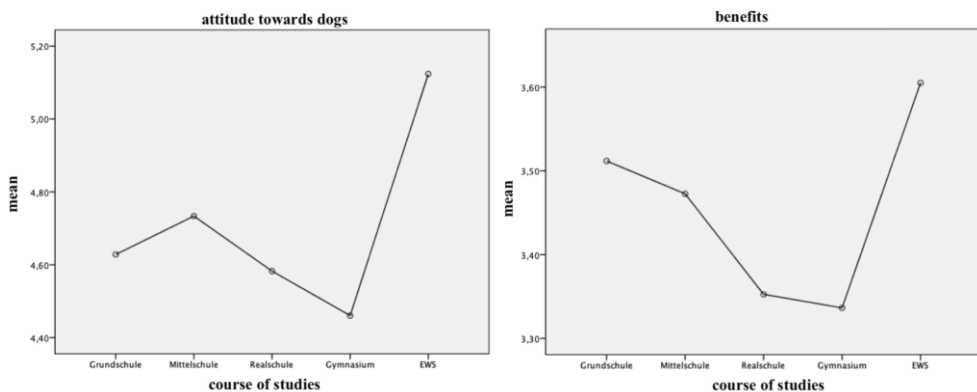 attitude towards dogs
5,20
5,00
4,80
4,60
4,40
mean
Grundschule Mittelschule Realschule Gymnasium EWS
course of studies
benefits
3,60
3,50
3,40
3,30
mean
Grundschule Mittelschule Realschule Gymnasium EWS
course of studies